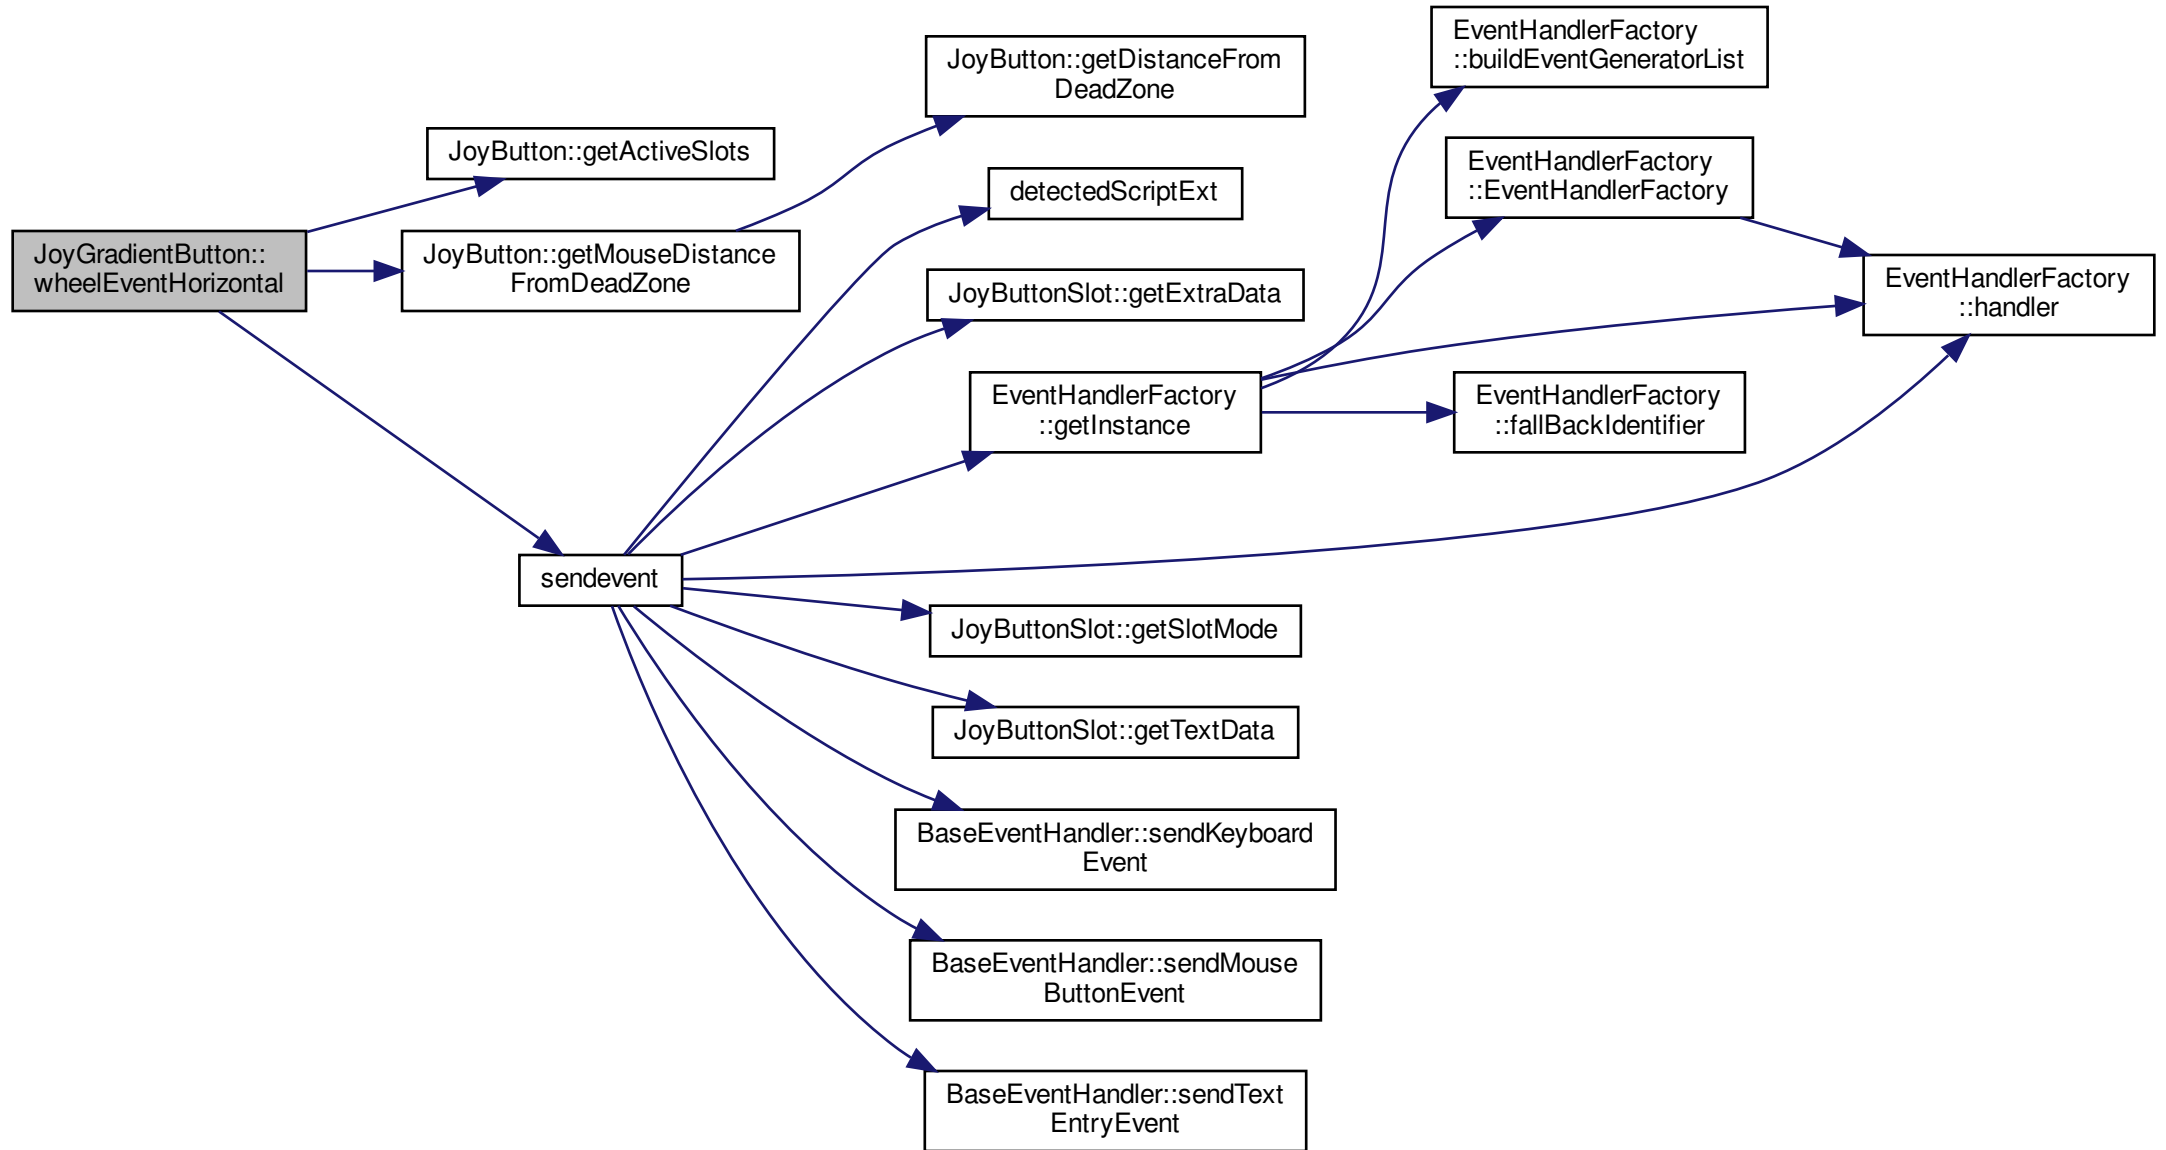 JoyGradientButton::
wheelEventHorizontal
JoyButton::getActiveSlots
JoyButton::getMouseDistance
FromDeadZone
sendevent
JoyButton::getDistanceFrom
DeadZone
detectedScriptExt
JoyButtonSlot::getExtraData
EventHandlerFactory
::getInstance
JoyButtonSlot::getSlotMode
JoyButtonSlot::getTextData
BaseEventHandler::sendKeyboard
Event
BaseEventHandler::sendMouse
ButtonEvent
BaseEventHandler::sendText
EntryEvent
EventHandlerFactory
::buildEventGeneratorList
EventHandlerFactory
::EventHandlerFactory
EventHandlerFactory
::fallBackIdentifier
EventHandlerFactory
::handler